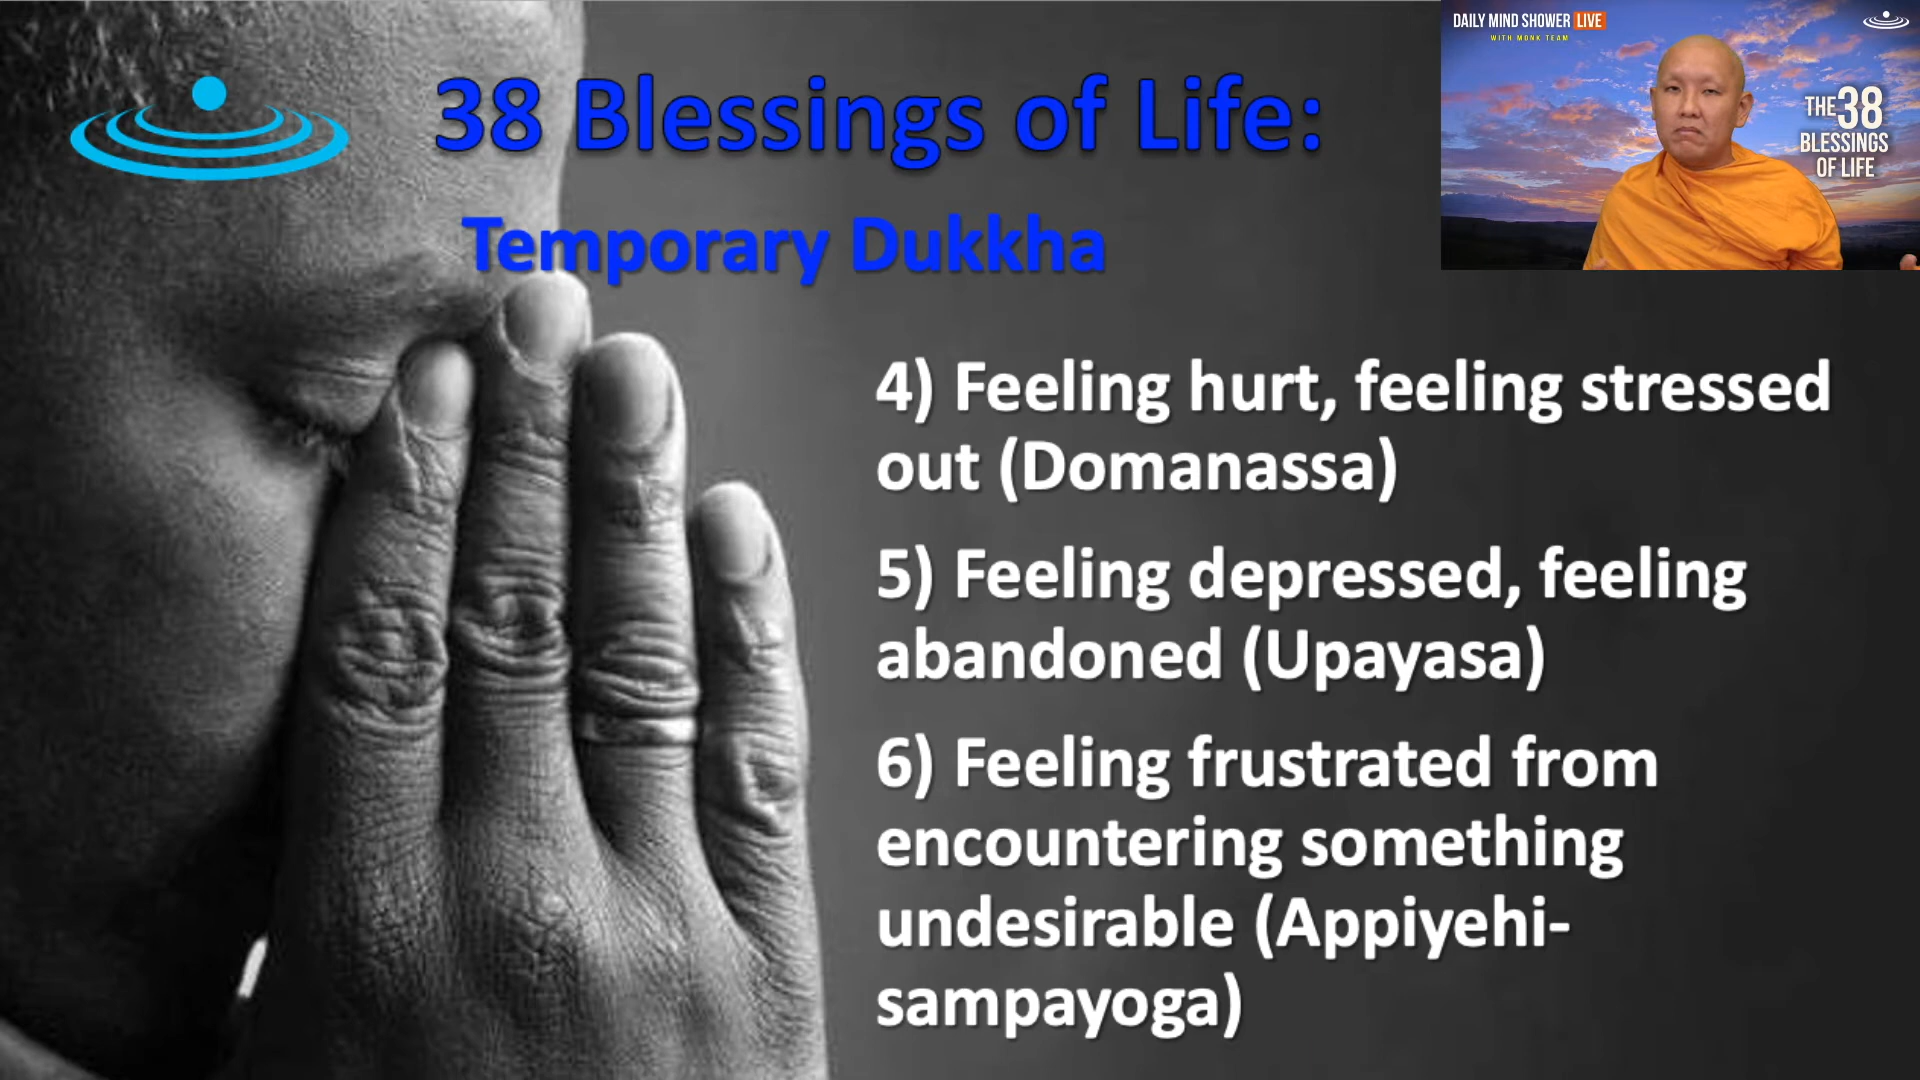 38 Blessings of Life:
Temporary Dukkha
4) Feeling hurt, feeling stressed
out (Domanassa)
5) Feeling depressed, feeling
abandoned (Upayasa)
6) Feeling frustrated from
encountering something
undesirable (Appiyehi-
sampayoga)
DAILY MIND SHOWER LIVE
WITH MONK TEAM
THE 38
BLESSINGS
OF LIFE